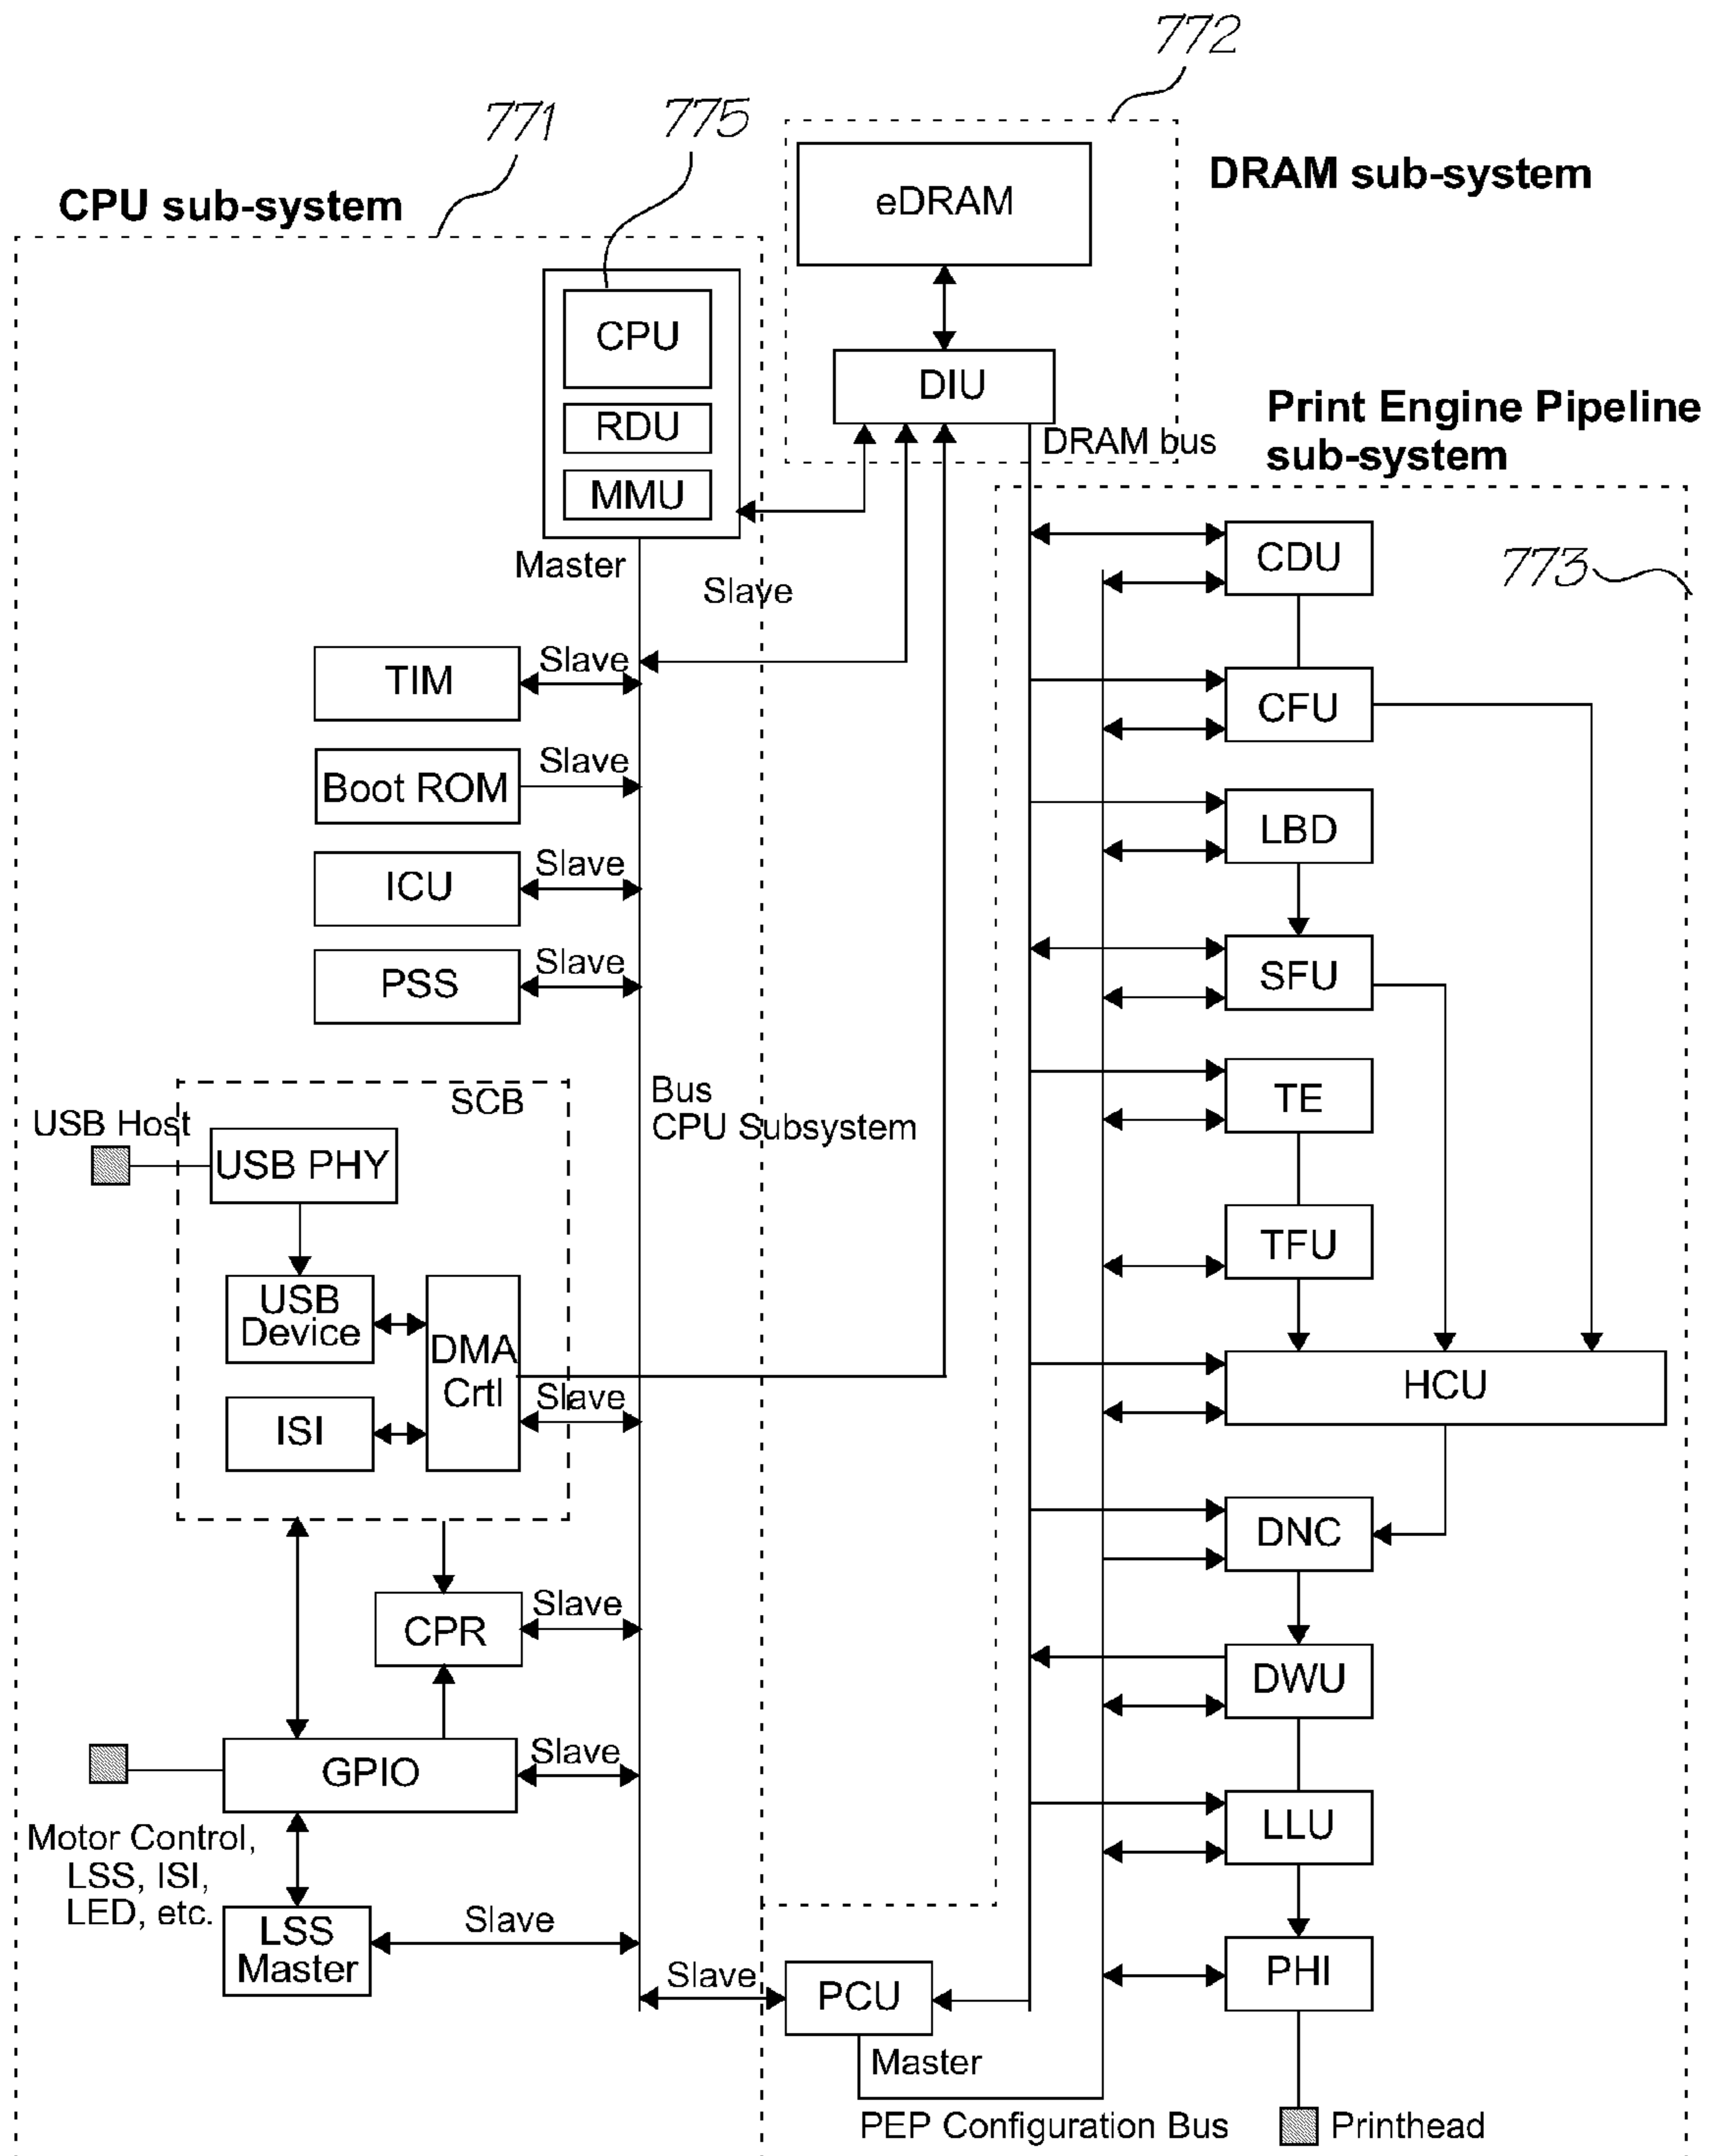 772
771
775
CPU sub-system
DRAM sub-system
eDRAM
CPU
RDU
MMU
DIU
DRAM bus
Print Engine Pipeline
sub-system
773
Master
Slave
CDU
TIM
Slave
CFU
Boot ROM
Slave
LBD
ICU
Slave
PSS
Slave
SFU
SCB
Bus
CPU Subsystem
TE
USB Host
USB PHY
TFU
USB
Device
DMA
Crtl
Slave
ISI
HCU
DNC
CPR
Slave
DWU
GPIO
Slave
LLU
Motor Control,
LSS, ISI,
LED, etc.
LSS
Master
Slave
Slave
PCU
PHI
Master
PEP Configuration Bus
Printhead